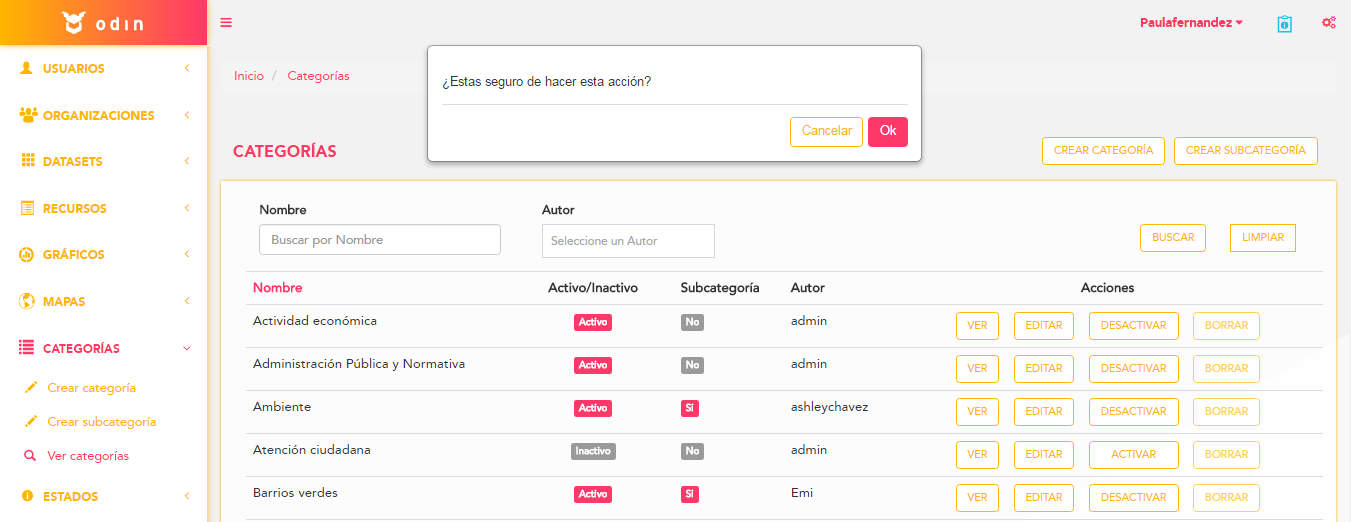 odin
Paulafernandez
USUARIOS
ORGANIZACIONES
DATASETS
RECURSOS
GRÁFICOS
MAPAS
CATEGORÍAS
Crear categoría
Crear subcategoría
Ver categorías
ESTADOS
Inicio / Categorías
¿Estas seguro de hacer esta acción?
Cancelar Ok
CATEGORÍAS
CREAR CATEGORÍA CREAR SUBCATEGORÍA
Nombre Autor
Buscar por Nombre Seleccione un Autor BUSCAR LIMPIAR
Nombre Activo/Inactivo Subcategoría Autor Acciones
Actividad económica Activo No admin VER EDITAR DESACTIVAR BORRAR
Administración Pública y Normativa Activo No admin VER EDITAR DESACTIVAR BORRAR
Ambiente Activo Sí ashleychavez VER EDITAR DESACTIVAR BORRAR
Atención ciudadana Inactivo No admin VER EDITAR ACTIVAR BORRAR
Barrios verdes Activo Sí Emi VER EDITAR DESACTIVAR BORRAR